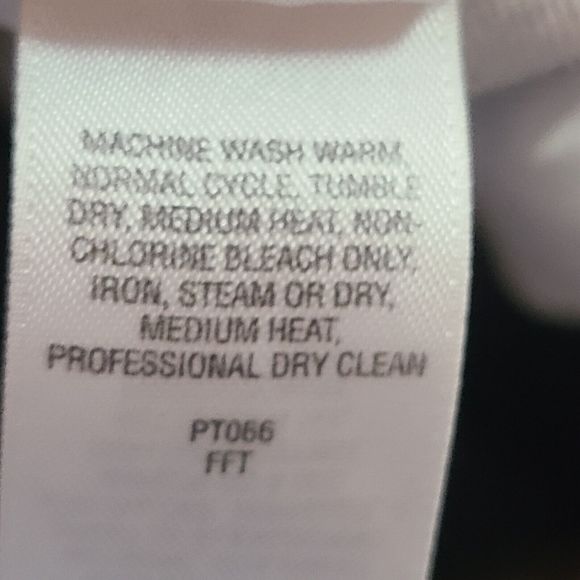 MACHINE WASH WARM,
NORMAL CYCLE, TUMBLE
DRY, MEDIUM HEAT, NON-
CHLORINE BLEACH ONLY,
IRON, STEAM OR DRY,
MEDIUM HEAT,
PROFESSIONAL DRY CLEAN
PT066
FFT